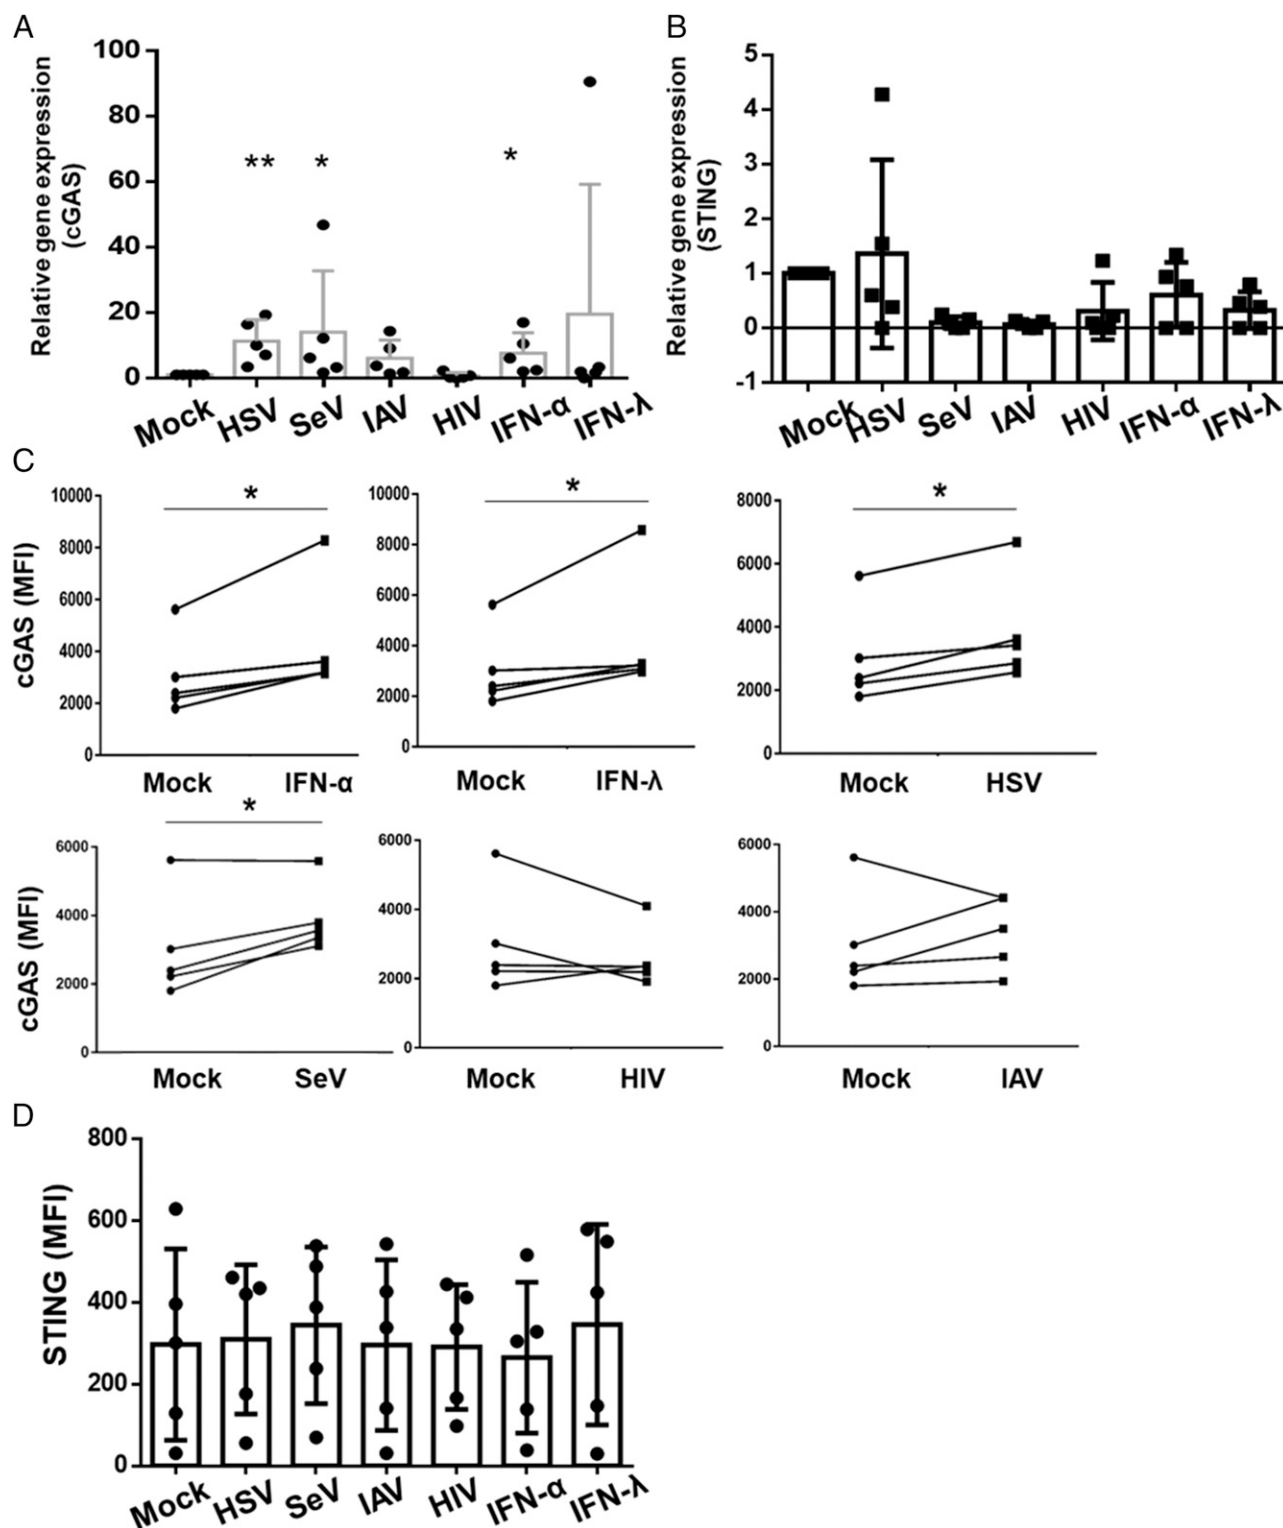 A
Relative gene expression
(cGAS)
100
80
60
40
20
0
** * *
Mock HSV SeV IAV HIV IFN-α IFN-λ
B
Relative gene expression
(STING)
5
4
3
2
1
0
-1
Mock HSV SeV IAV HIV IFN-α IFN-λ
C
cGAS (MFI)
10000
8000
6000
4000
2000
0
*
Mock IFN-α
10000
8000
6000
4000
2000
0
*
Mock IFN-λ
8000
6000
4000
2000
0
*
Mock HSV
cGAS (MFI)
6000
4000
2000
0
*
Mock SeV
6000
4000
2000
0
Mock HIV
6000
4000
2000
0
Mock IAV
D
STING (MFI)
800
600
400
200
0
Mock HSV SeV IAV HIV IFN-α IFN-λ